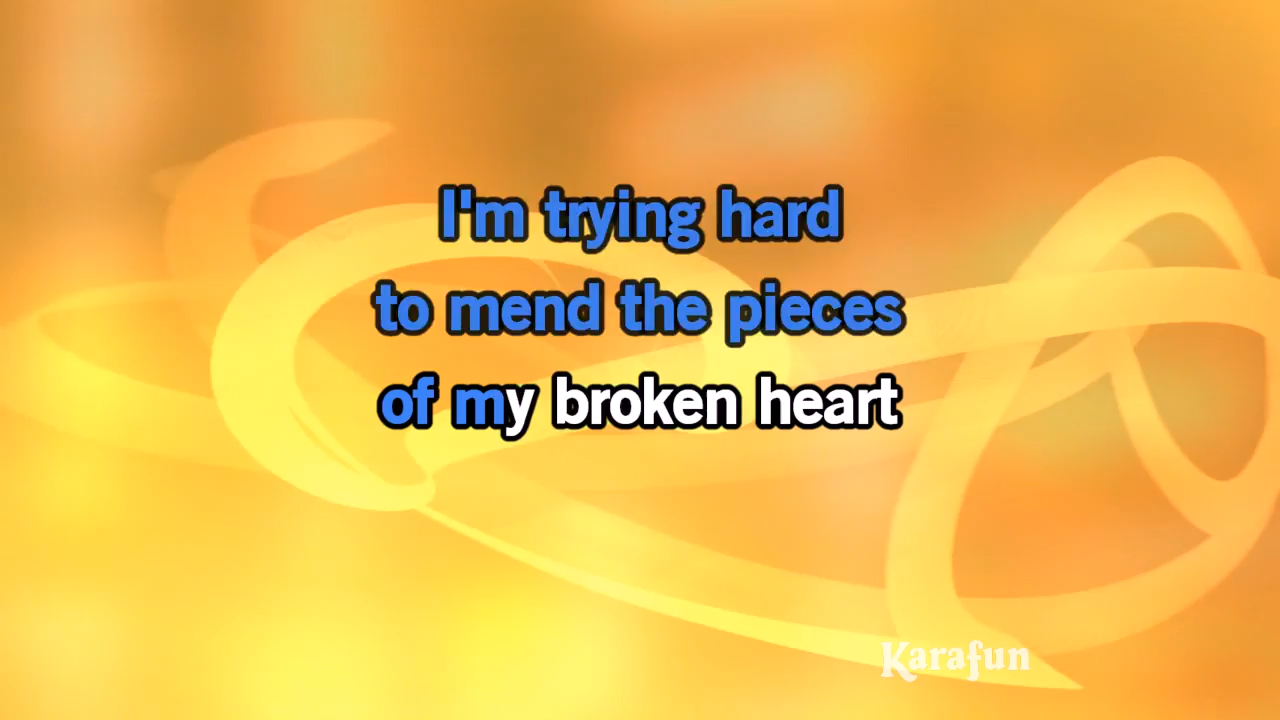 I'm trying hard
to mend the pieces
of my broken heart
Karafun